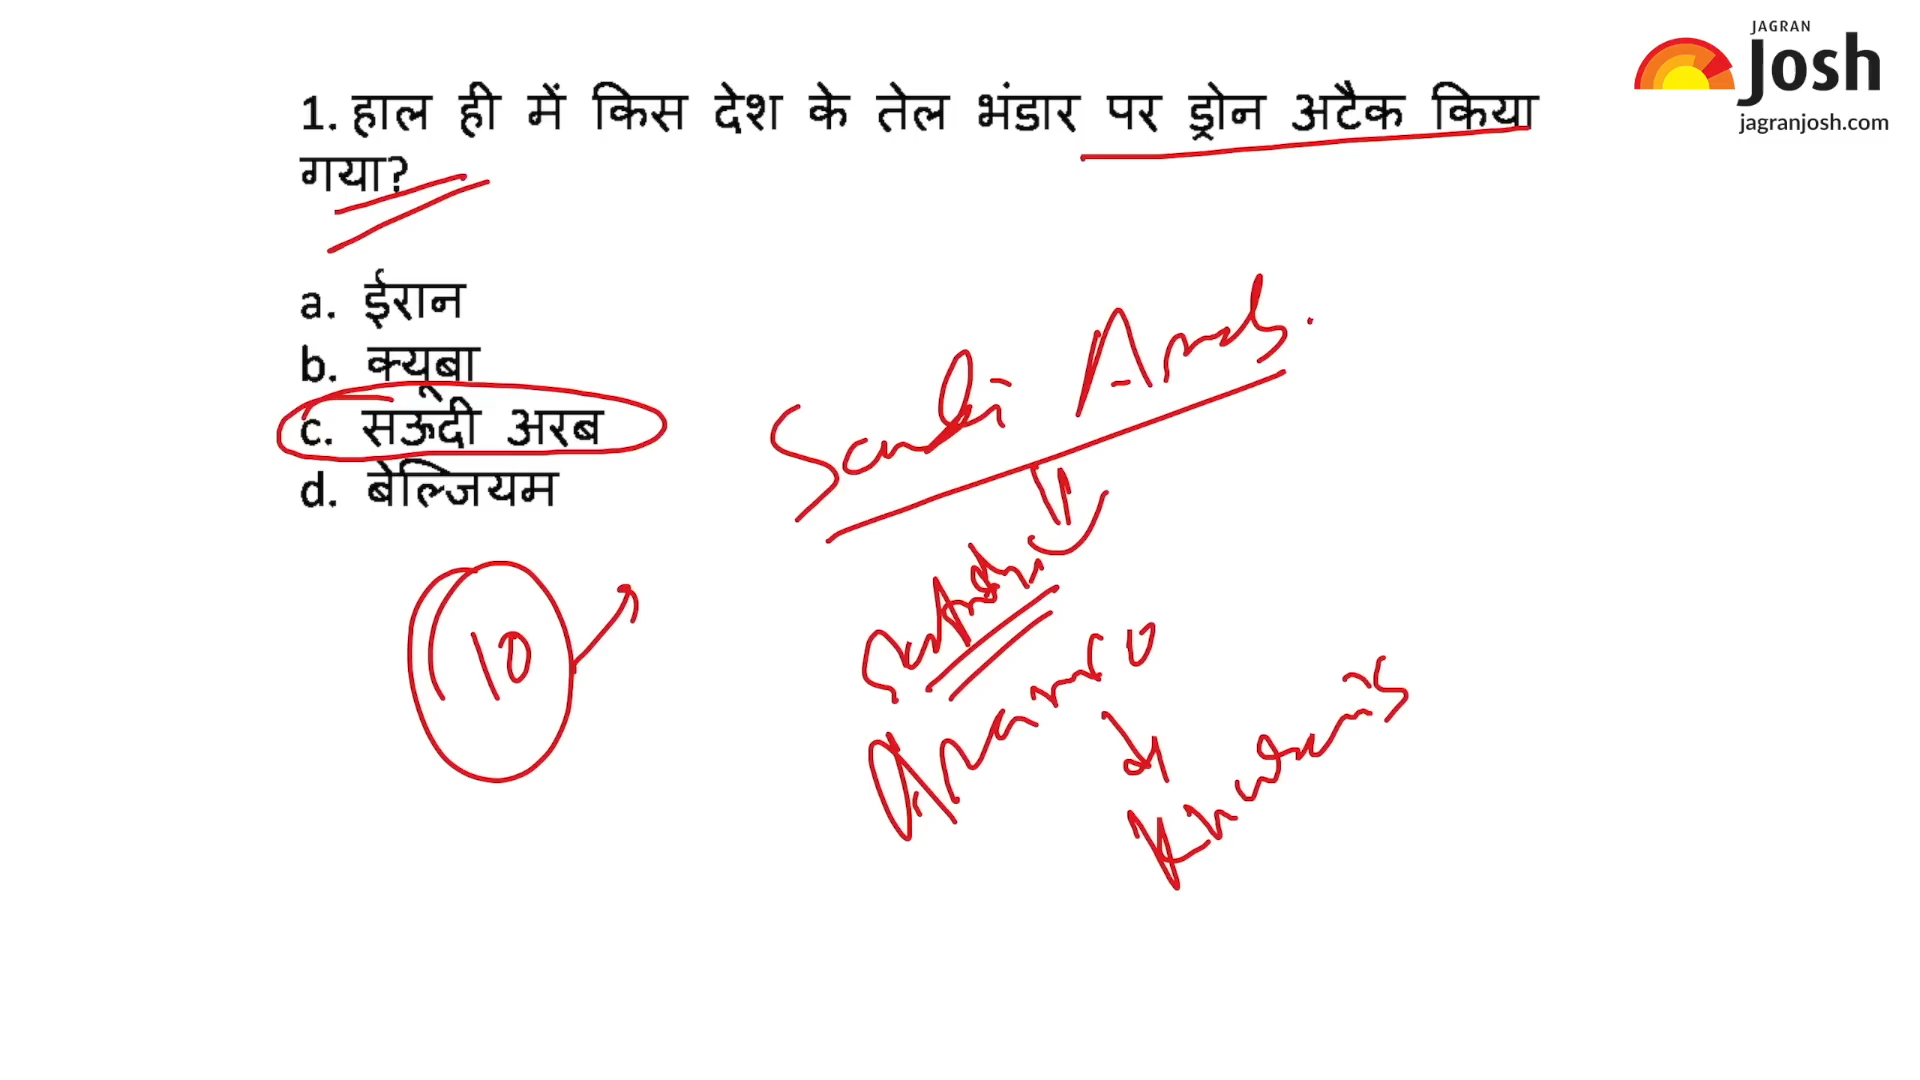 JAGRAN
Josh
jagranjosh.com
1. हाल ही में किस देश के तेल भंडार पर ड्रोन अटैक किया
गया?
a. ईरान
b. क्यूबा
c. सऊदी अरब
d. बेल्जियम
Saudi Arab.
10